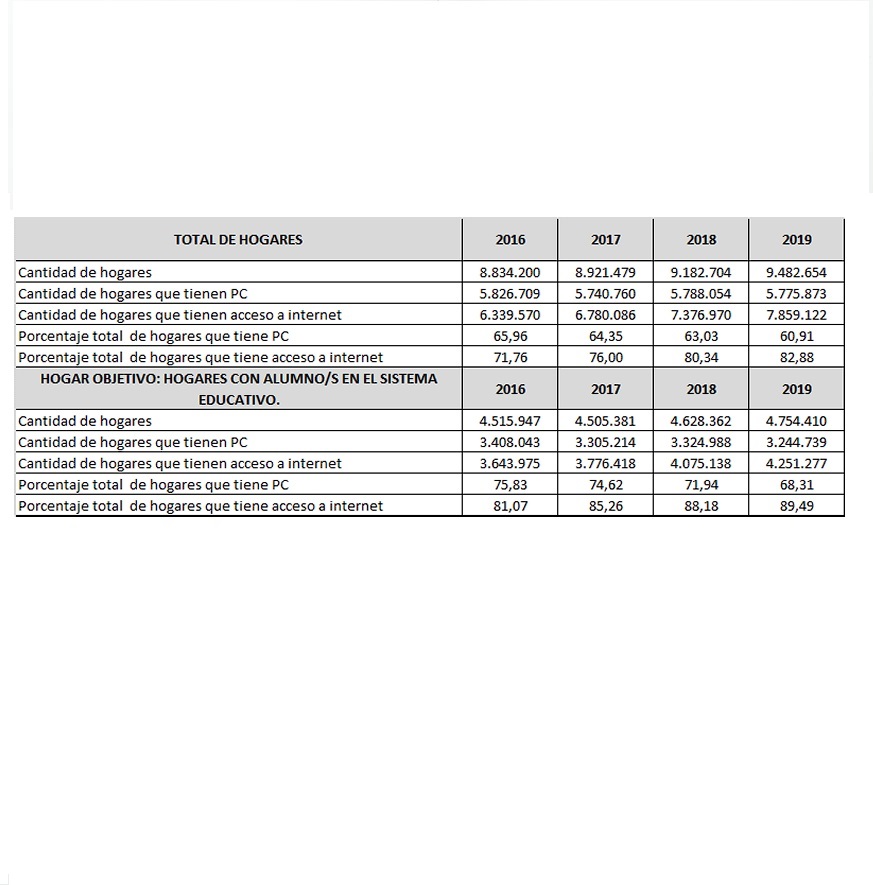 TOTAL DE HOGARES 2016 2017 2018 2019
Cantidad de hogares 8.834.200 8.921.479 9.182.704 9.482.654
Cantidad de hogares que tienen PC 5.826.709 5.740.760 5.788.054 5.775.873
Cantidad de hogares que tienen acceso a internet 6.339.570 6.780.086 7.376.970 7.859.122
Porcentaje total de hogares que tiene PC 65,96 64,35 63,03 60,91
Porcentaje total de hogares que tiene acceso a internet 71,76 76,00 80,34 82,88
HOGAR OBJETIVO: HOGARES CON ALUMNO/S EN EL SISTEMA
EDUCATIVO. 2016 2017 2018 2019
Cantidad de hogares 4.515.947 4.505.381 4.628.362 4.754.410
Cantidad de hogares que tienen PC 3.408.043 3.305.214 3.324.988 3.244.739
Cantidad de hogares que tienen acceso a internet 3.643.975 3.776.418 4.075.138 4.251.277
Porcentaje total de hogares que tiene PC 75,83 74,62 71,94 68,31
Porcentaje total de hogares que tiene acceso a internet 81,07 85,26 88,18 89,49